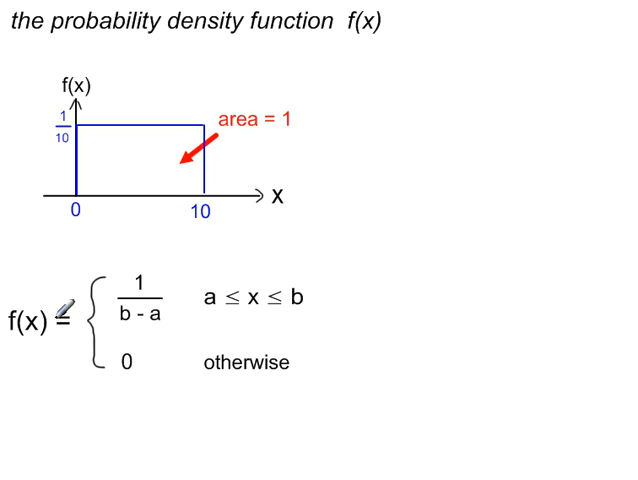 the probability density function f(x)
f(x)
1
10
area = 1
X
0
10
1
b - a
a ≤ x ≤ b
f(x) =
0
otherwise